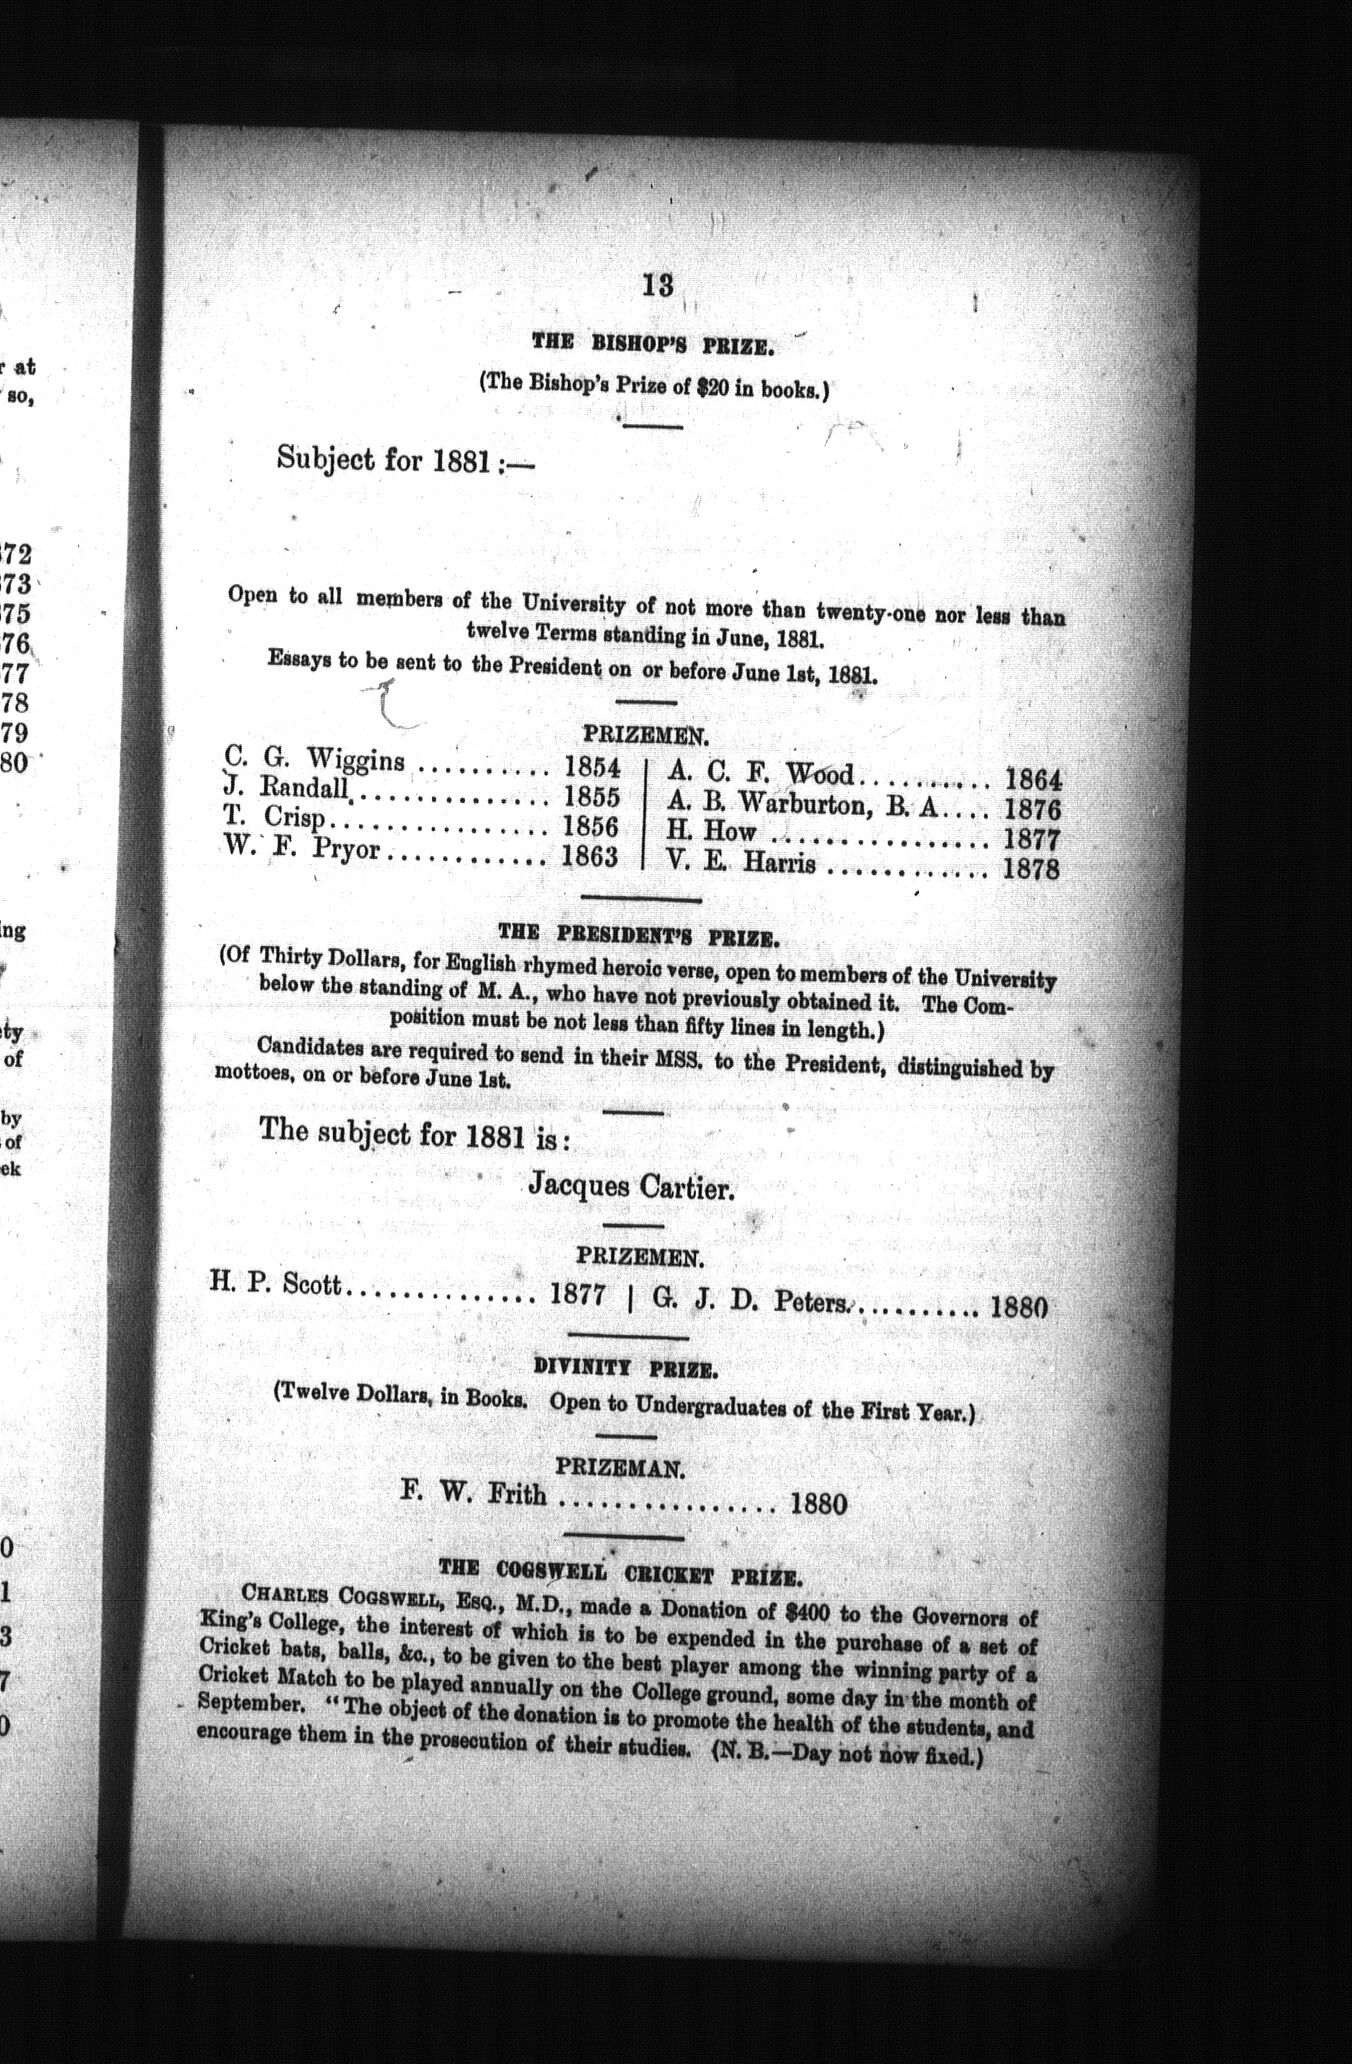 13
THE BISHOP'S PRIZE.
(The Bishop's Prize of $20 in books.)
Subject for 1881:—
Open to all members of the University of not more than twenty-one nor less than
twelve Terms standing in June, 1881.
Essays to be sent to the President on or before June 1st, 1881.
PRIZEMEN.
C. G. Wiggins .......... 1854 | A. C. F. Wood.......... 1864
J. Randall............... 1855 | A. B. Warburton, B. A.... 1876
T. Crisp................ 1856 | H. How ................ 1877
W. F. Pryor............ 1863 | V. E. Harris ............ 1878
THE PRESIDENT'S PRIZE.
(Of Thirty Dollars, for English rhymed heroic verse, open to members of the University
below the standing of M. A., who have not previously obtained it. The Com-
position must be not less than fifty lines in length.)
Candidates are required to send in their MSS. to the President, distinguished by
mottoes, on or before June 1st.
The subject for 1881 is:
Jacques Cartier.
PRIZEMEN.
H. P. Scott.............. 1877 | G. J. D. Peters........... 1880
DIVINITY PRIZE.
(Twelve Dollars, in Books. Open to Undergraduates of the First Year.)
PRIZEMAN.
F. W. Frith ................ 1880
THE COGSWELL CRICKET PRIZE.
CHARLES COGSWELL, ESQ., M.D., made a Donation of $400 to the Governors of
King's College, the interest of which is to be expended in the purchase of a set of
Cricket bats, balls, &c., to be given to the best player among the winning party of a
Cricket Match to be played annually on the College ground, some day in the month of
September. "The object of the donation is to promote the health of the students, and
encourage them in the prosecution of their studies. (N. B.—Day not now fixed.)